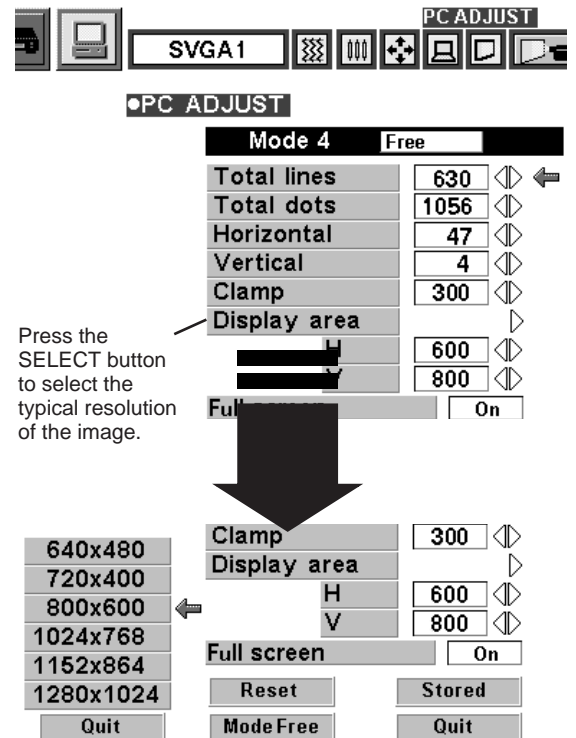 PC ADJUST
SVGA1
●PC ADJUST
Mode 4 Free
Total lines 630
Total dots 1056
Horizontal 47
Vertical 4
Clamp 300
Display area
H 600
800
Press the
SELECT button
to select the
typical resolution
of the image.
On
Clamp 300
Display area
H 600
V 800
Full screen On
Reset Stored
Mode Free Quit
640x480
720x400
800x600
1024x768
1152x864
1280x1024
Quit